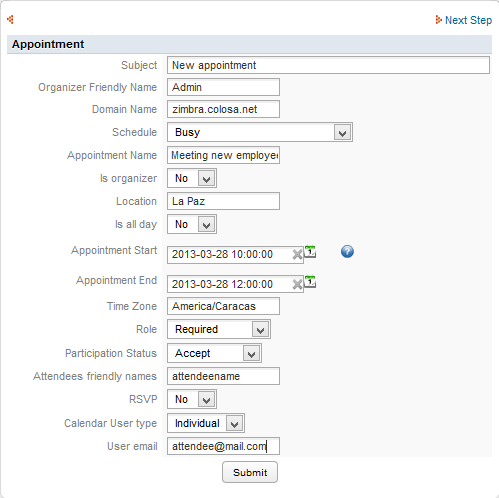 Next Step
Appointment
Subject New appointment
Organizer Friendly Name Admin
Domain Name zimbra.colosa.net
Schedule Busy
Appointment Name Meeting new employee
Is organizer No
Location La Paz
Is all day No
Appointment Start 2013-03-28 10:00:00 1 ?
Appointment End 2013-03-28 12:00:00 1
Time Zone America/Caracas
Role Required
Participation Status Accept
Attendees friendly names attendeename
RSVP No
Calendar User type Individual
User email attendee@mail.com
Submit